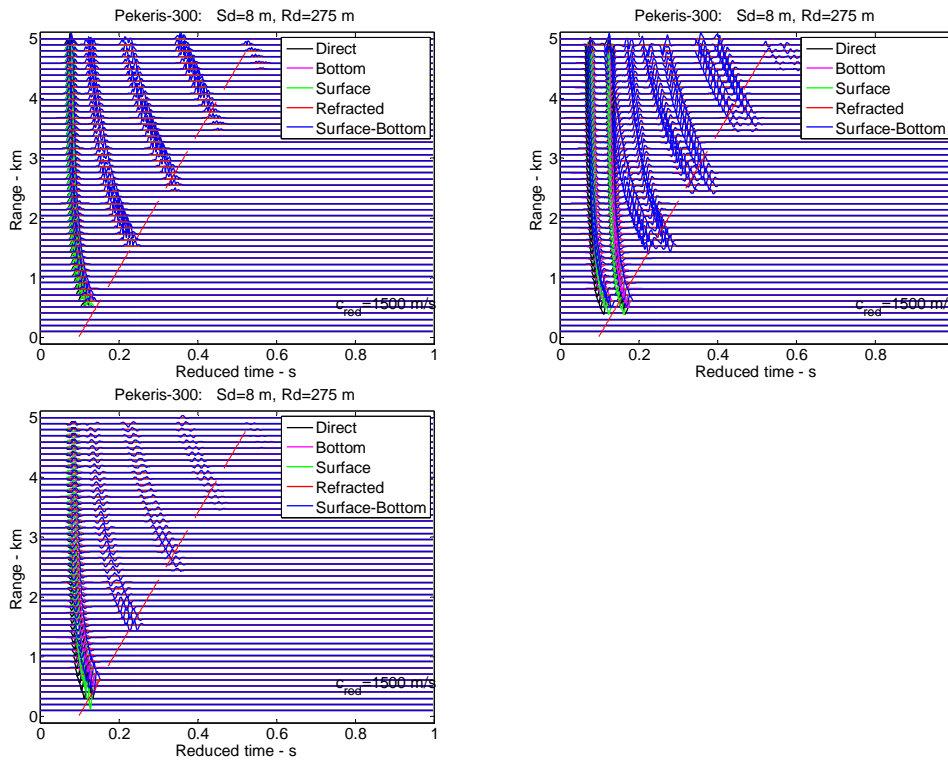 Pekeris-300: Sd=8 m, Rd=275 m
5
4
3
2
1
0
Range - km
Direct
Bottom
Surface
Refracted
Surface-Bottom
c_red=1500 m/s
0 0.2 0.4 0.6 0.8 1
Reduced time - s
Pekeris-300: Sd=8 m, Rd=275 m
5
4
3
2
1
0
Range - km
Direct
Bottom
Surface
Refracted
Surface-Bottom
c_red=1500 m/s
0 0.2 0.4 0.6 0.8
Reduced time - s
Pekeris-300: Sd=8 m, Rd=275 m
5
4
3
2
1
0
Range - km
Direct
Bottom
Surface
Refracted
Surface-Bottom
c_red=1500 m/s
0 0.2 0.4 0.6 0.8 1
Reduced time - s